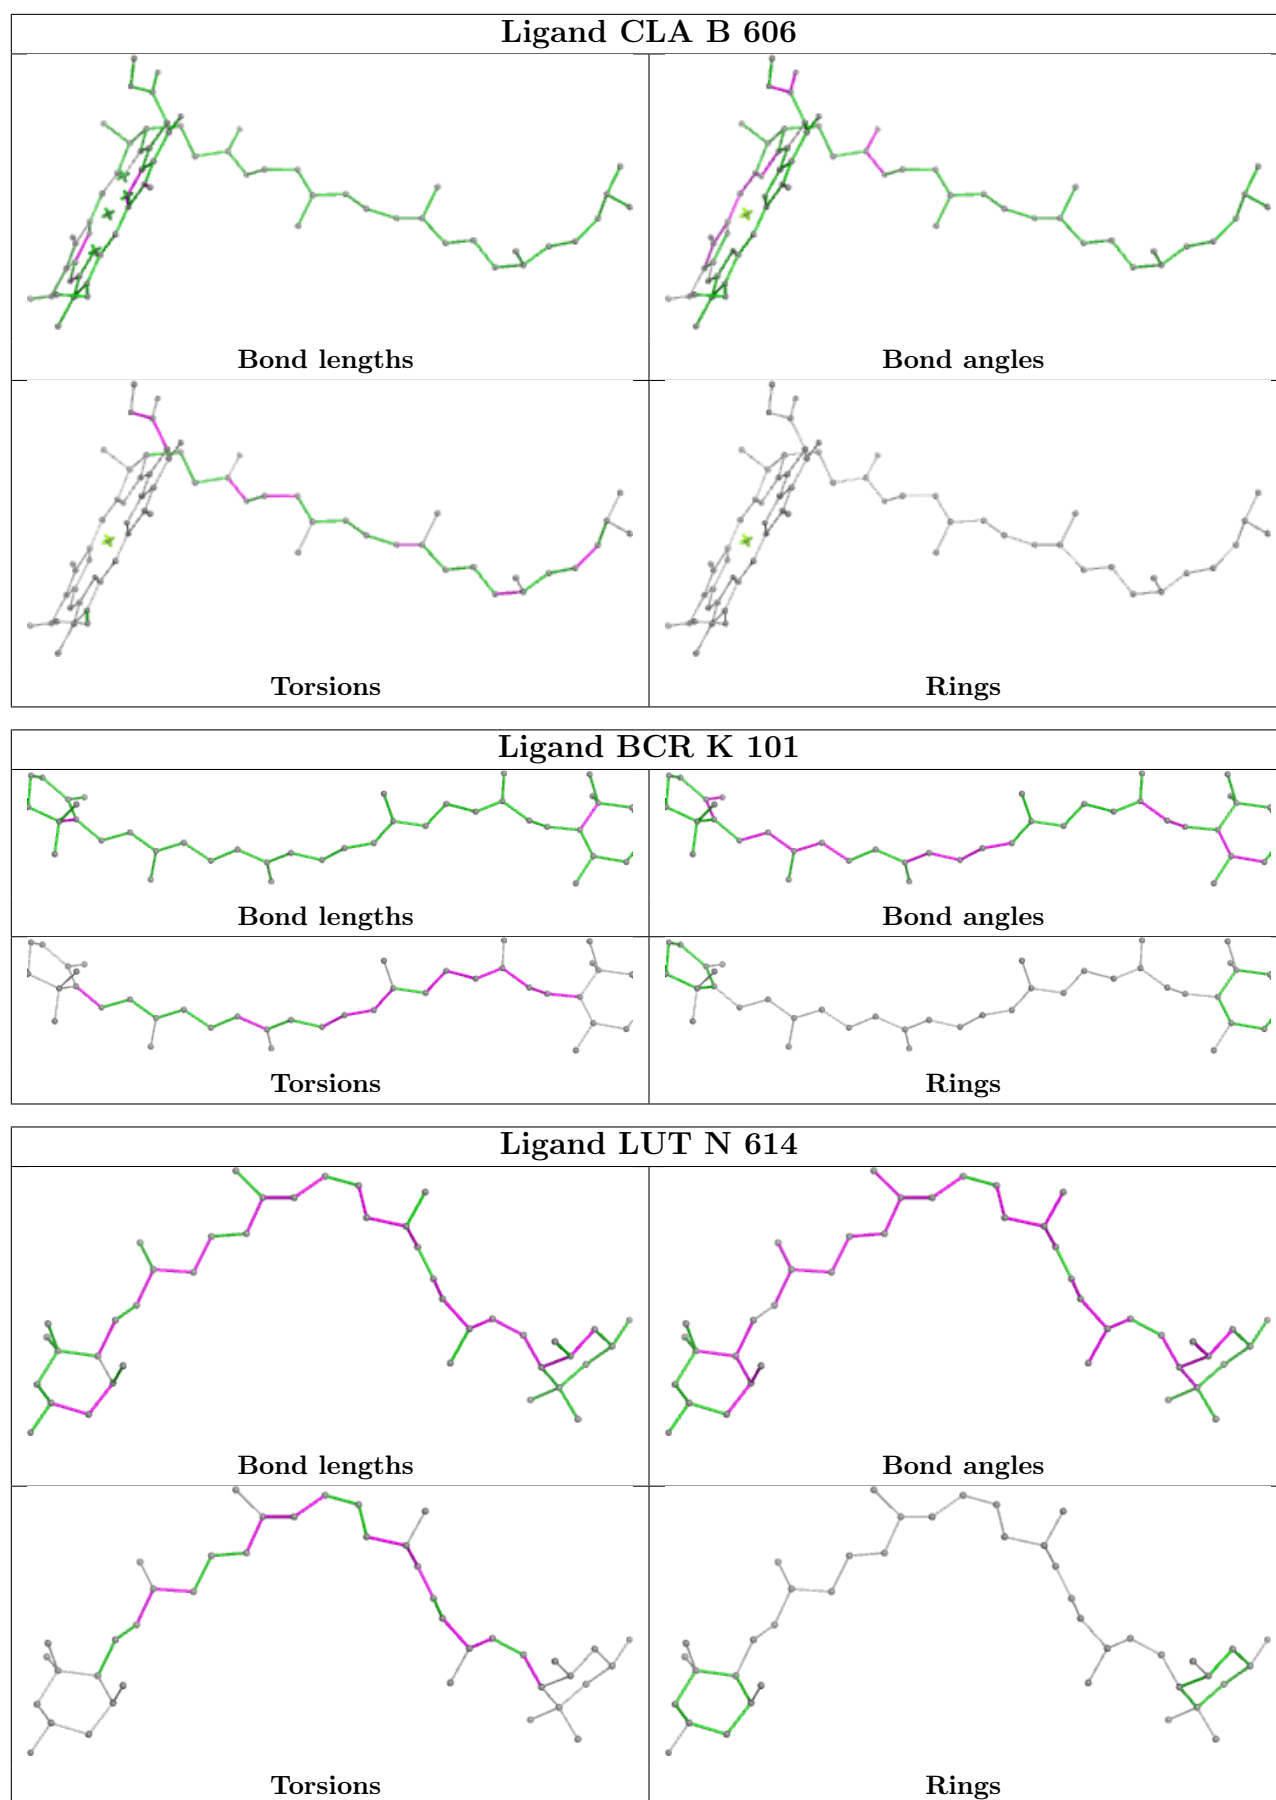 Ligand CLA B 606
Bond lengths
Bond angles
Torsions
Rings
Ligand BCR K 101
Bond lengths
Bond angles
Torsions
Rings
Ligand LUT N 614
Bond lengths
Bond angles
Torsions
Rings